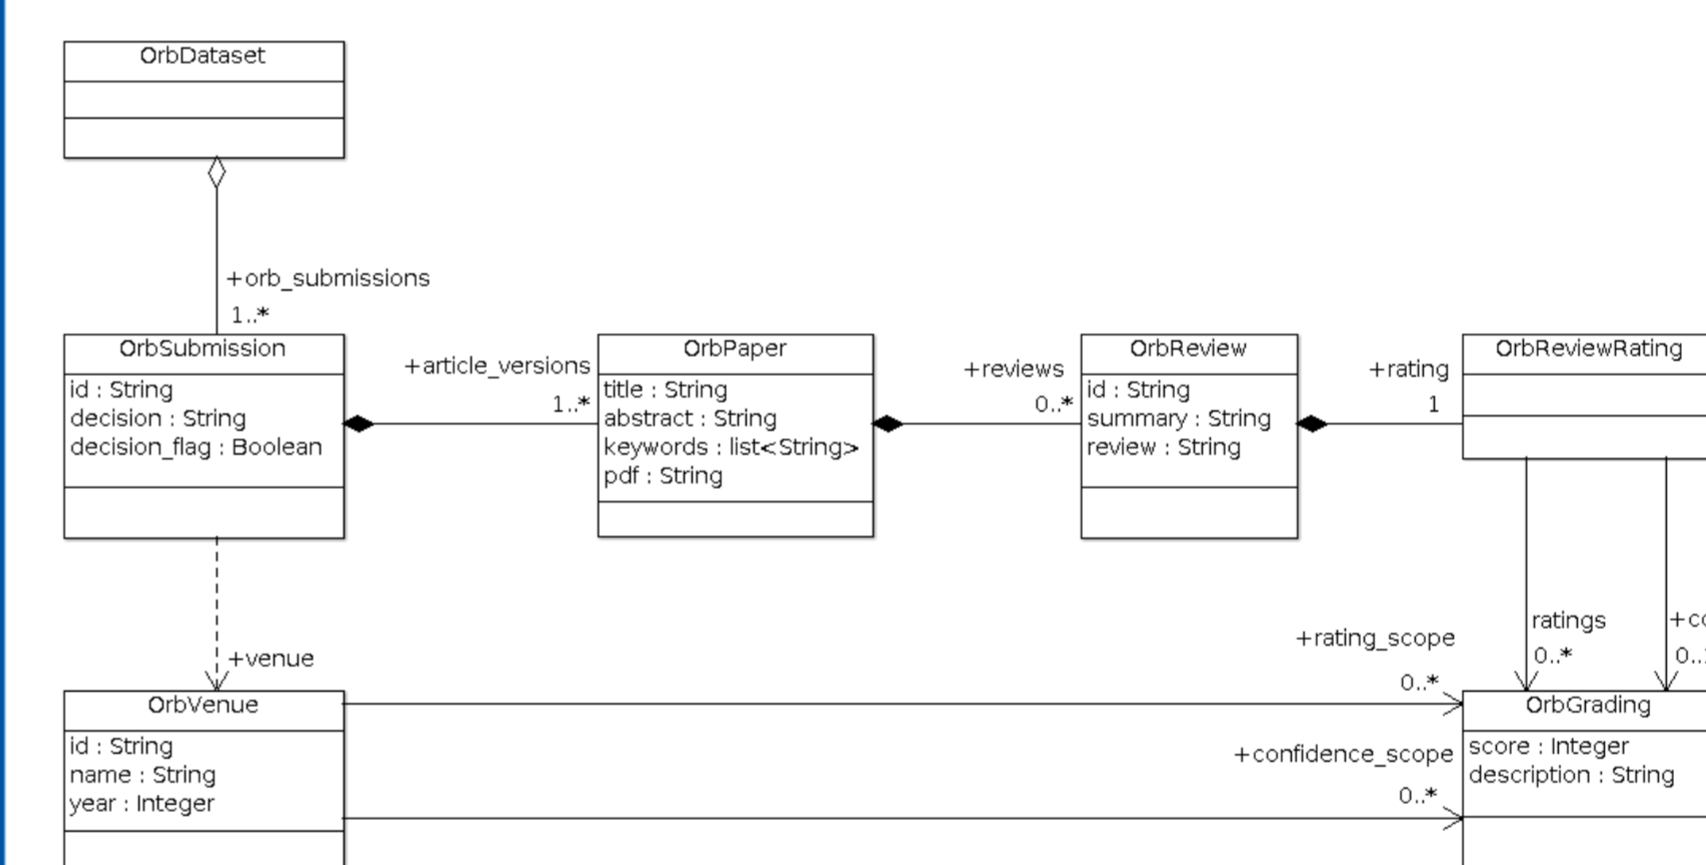 OrbDataset
+orb_submissions
1..*
OrbSubmission
id : String
decision : String
decision_flag : Boolean
+article_versions
1..*
OrbPaper
title : String
abstract : String
keywords : list<String>
pdf : String
+reviews
0..*
OrbReview
id : String
summary : String
review : String
+rating
1
OrbReviewRating
ratings
0..*
+venue
OrbVenue
id : String
name : String
year : Integer
+rating_scope
0..*
+confidence_scope
0..*
OrbGrading
score : Integer
description : String